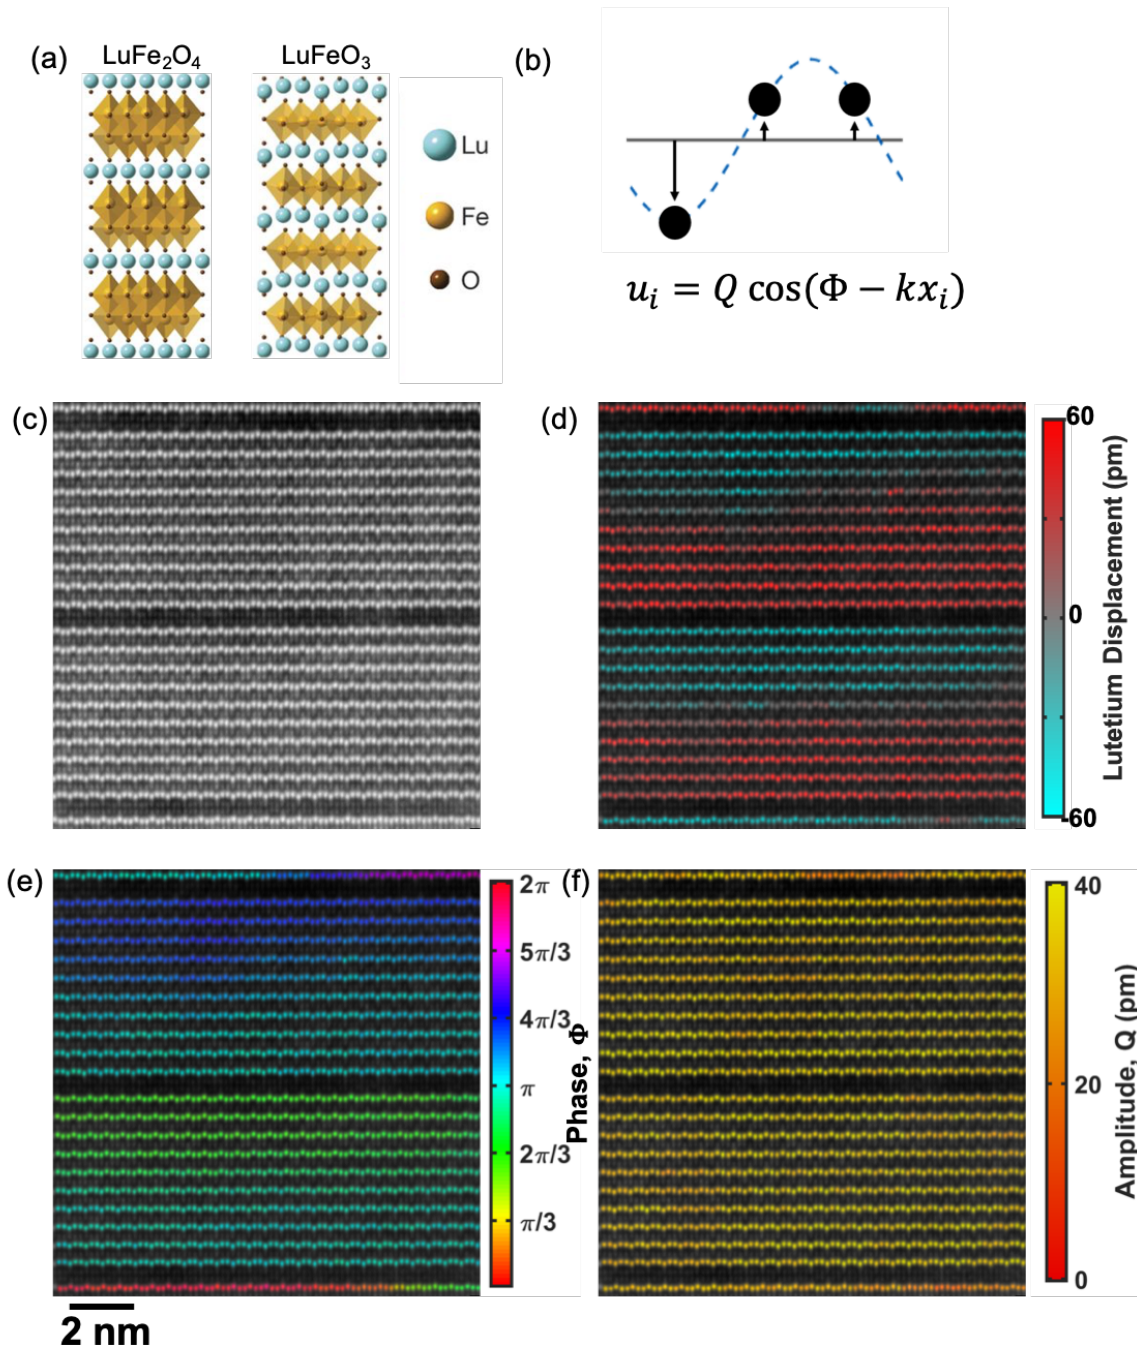 (a)
LuFe₂O₄
LuFeO₃
Lu
Fe
O
(b)
uᵢ = Q cos(Φ − kxᵢ)
(c)
(d)
60
0
-60
Lutetium Displacement (pm)
(e)
2π
5π/3
4π/3
π
2π/3
π/3
Phase, Φ
2 nm
(f)
40
20
0
Amplitude, Q (pm)